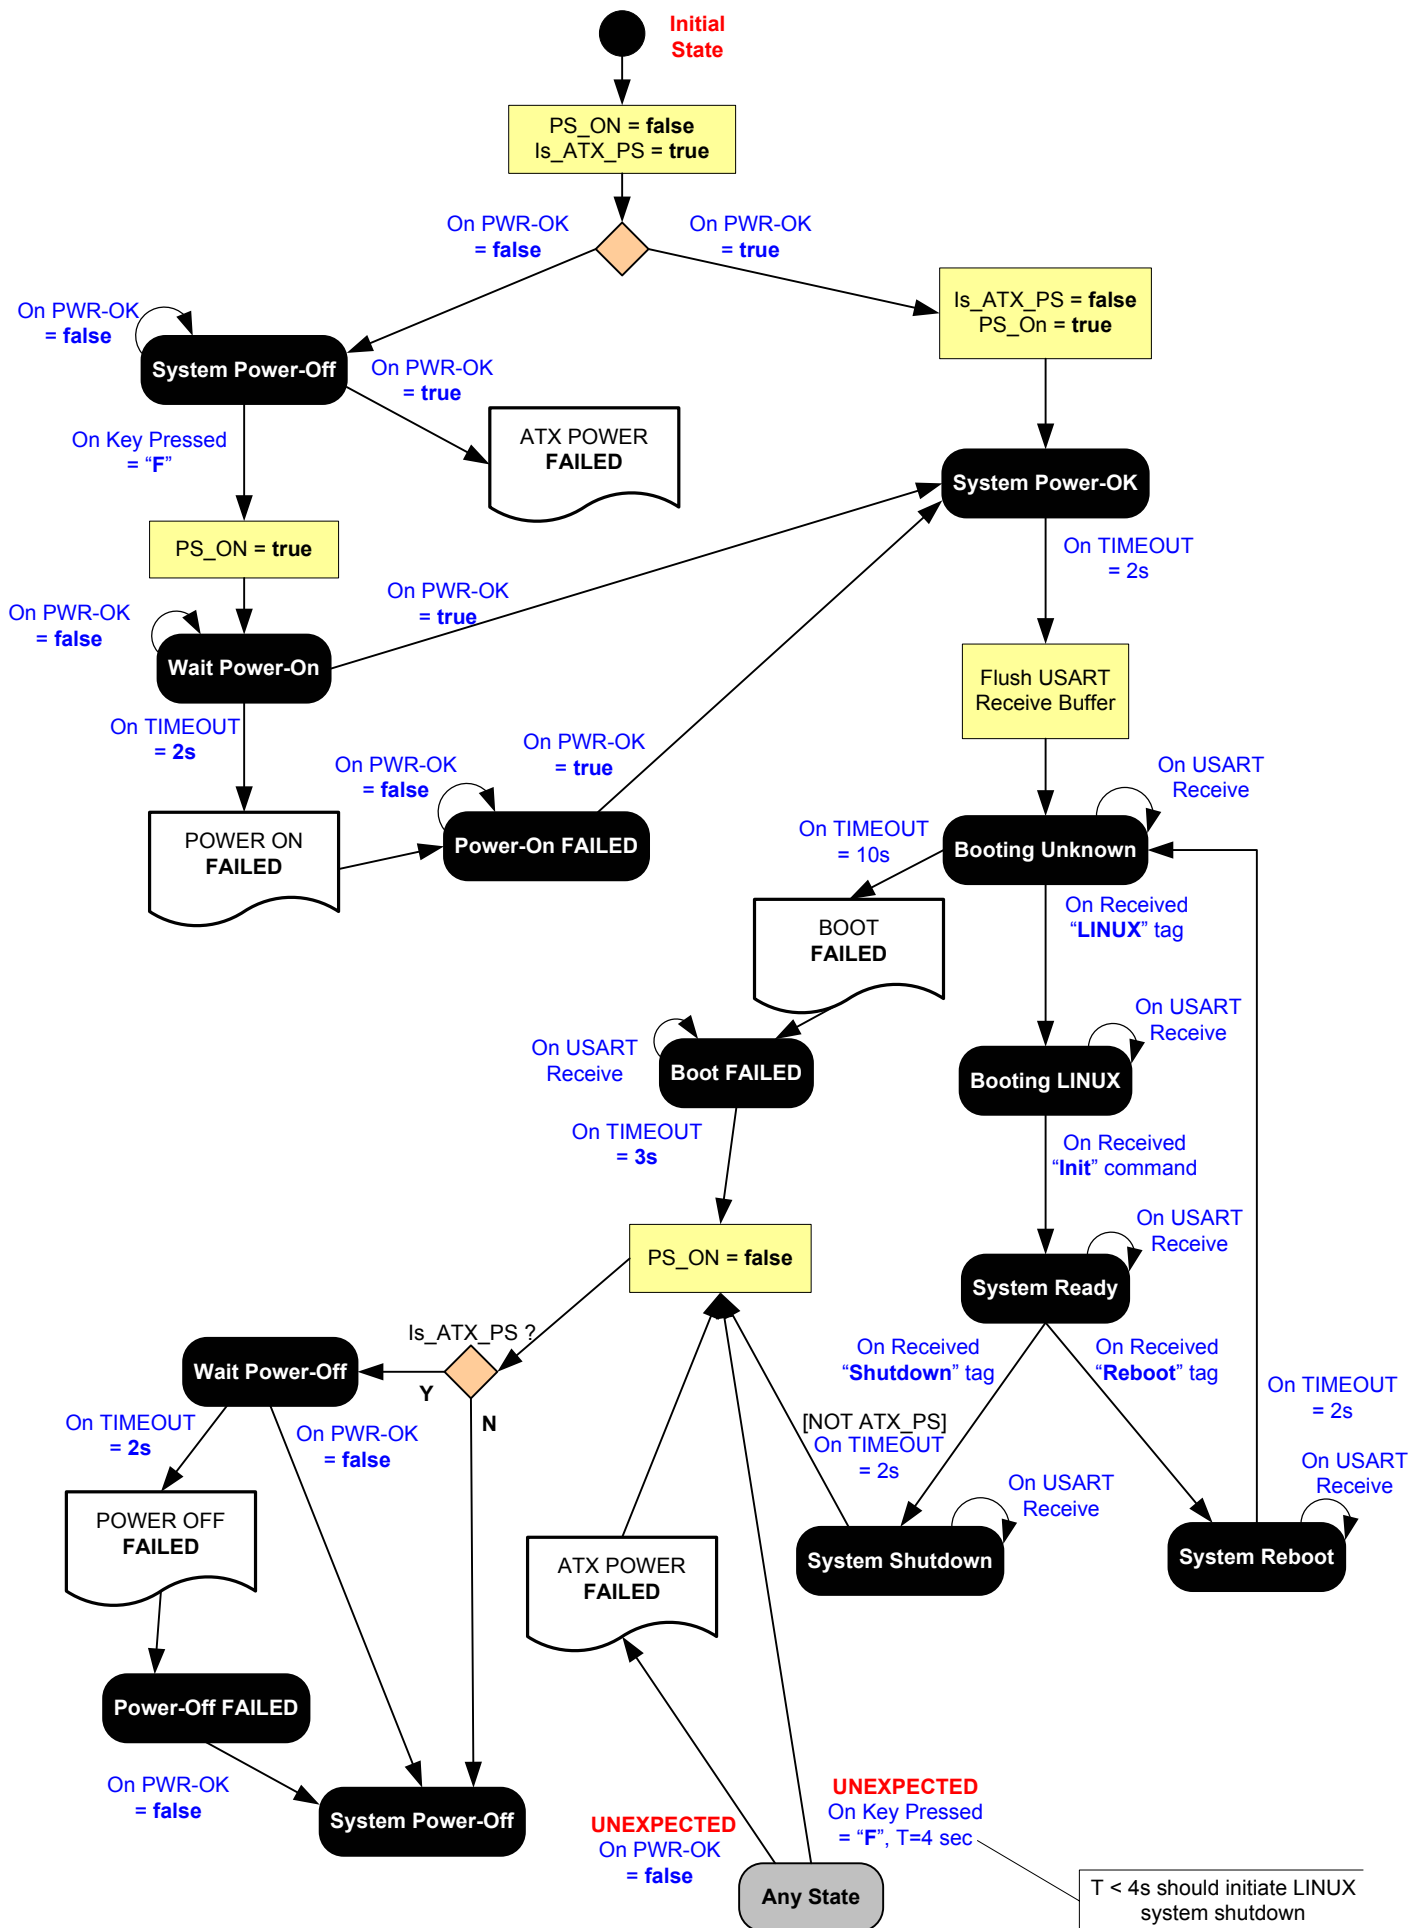 Initial
State
PS_ON = false
Is_ATX_PS = true
On PWR-OK
= false
On PWR-OK
= true
On PWR-OK
= false
System Power-Off
On PWR-OK
= true
Is_ATX_PS = false
PS_On = true
On Key Pressed
= “F”
ATX POWER
FAILED
System Power-OK
PS_ON = true
On TIMEOUT
= 2s
On PWR-OK
= false
On PWR-OK
= true
Wait Power-On
Flush USART
Receive Buffer
On TIMEOUT
= 2s
On PWR-OK
= false
On PWR-OK
= true
On USART
Receive
POWER ON
FAILED
Power-On FAILED
On TIMEOUT
= 10s
Booting Unknown
BOOT
FAILED
On Received
“LINUX” tag
On USART
Receive
Boot FAILED
On USART
Receive
Booting LINUX
On TIMEOUT
= 3s
On Received
“Init” command
PS_ON = false
On USART
Receive
System Ready
Is_ATX_PS ?
Wait Power-Off
Y
N
On Received
“Shutdown” tag
On Received
“Reboot” tag
On TIMEOUT
= 2s
On TIMEOUT
= 2s
On PWR-OK
= false
[NOT ATX_PS]
On TIMEOUT
= 2s
On USART
Receive
On USART
Receive
POWER OFF
FAILED
ATX POWER
FAILED
System Shutdown
System Reboot
Power-Off FAILED
On PWR-OK
= false
System Power-Off
UNEXPECTED
On PWR-OK
= false
UNEXPECTED
On Key Pressed
= “F”, T=4 sec
Any State
T < 4s should initiate LINUX
system shutdown